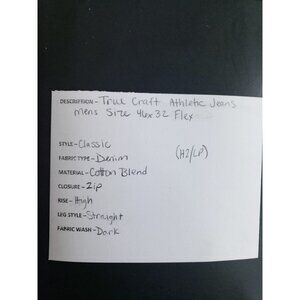 DESCRIPTION - True Craft Athletic Jeans
mens Size 46x32 Flex
STYLE - Classic
FABRIC TYPE - Denim (H2/LP)
MATERIAL - Cotton Blend
CLOSURE - Zip
RISE - High
LEG STYLE - Straight
FABRIC WASH - Dark